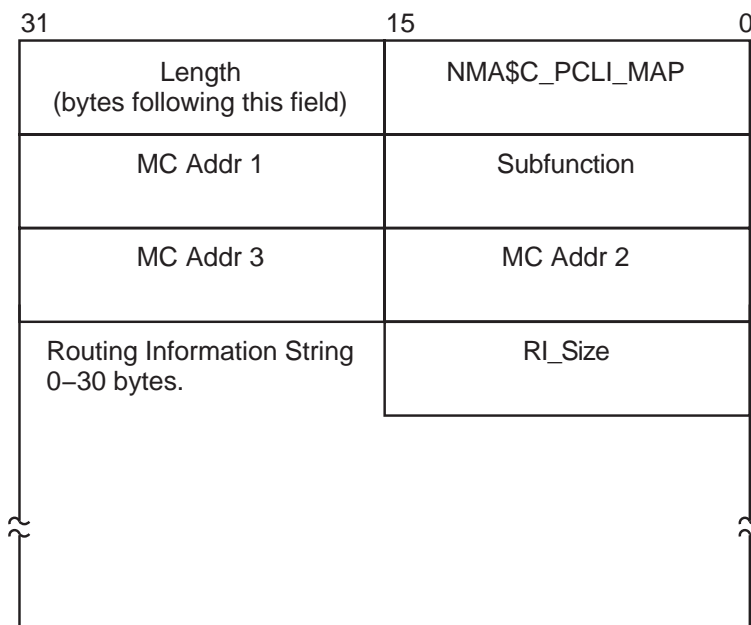 31 15 0
Length NMA$C_PCLI_MAP
(bytes following this field)
MC Addr 1 Subfunction
MC Addr 3 MC Addr 2
Routing Information String RI_Size
0–30 bytes.